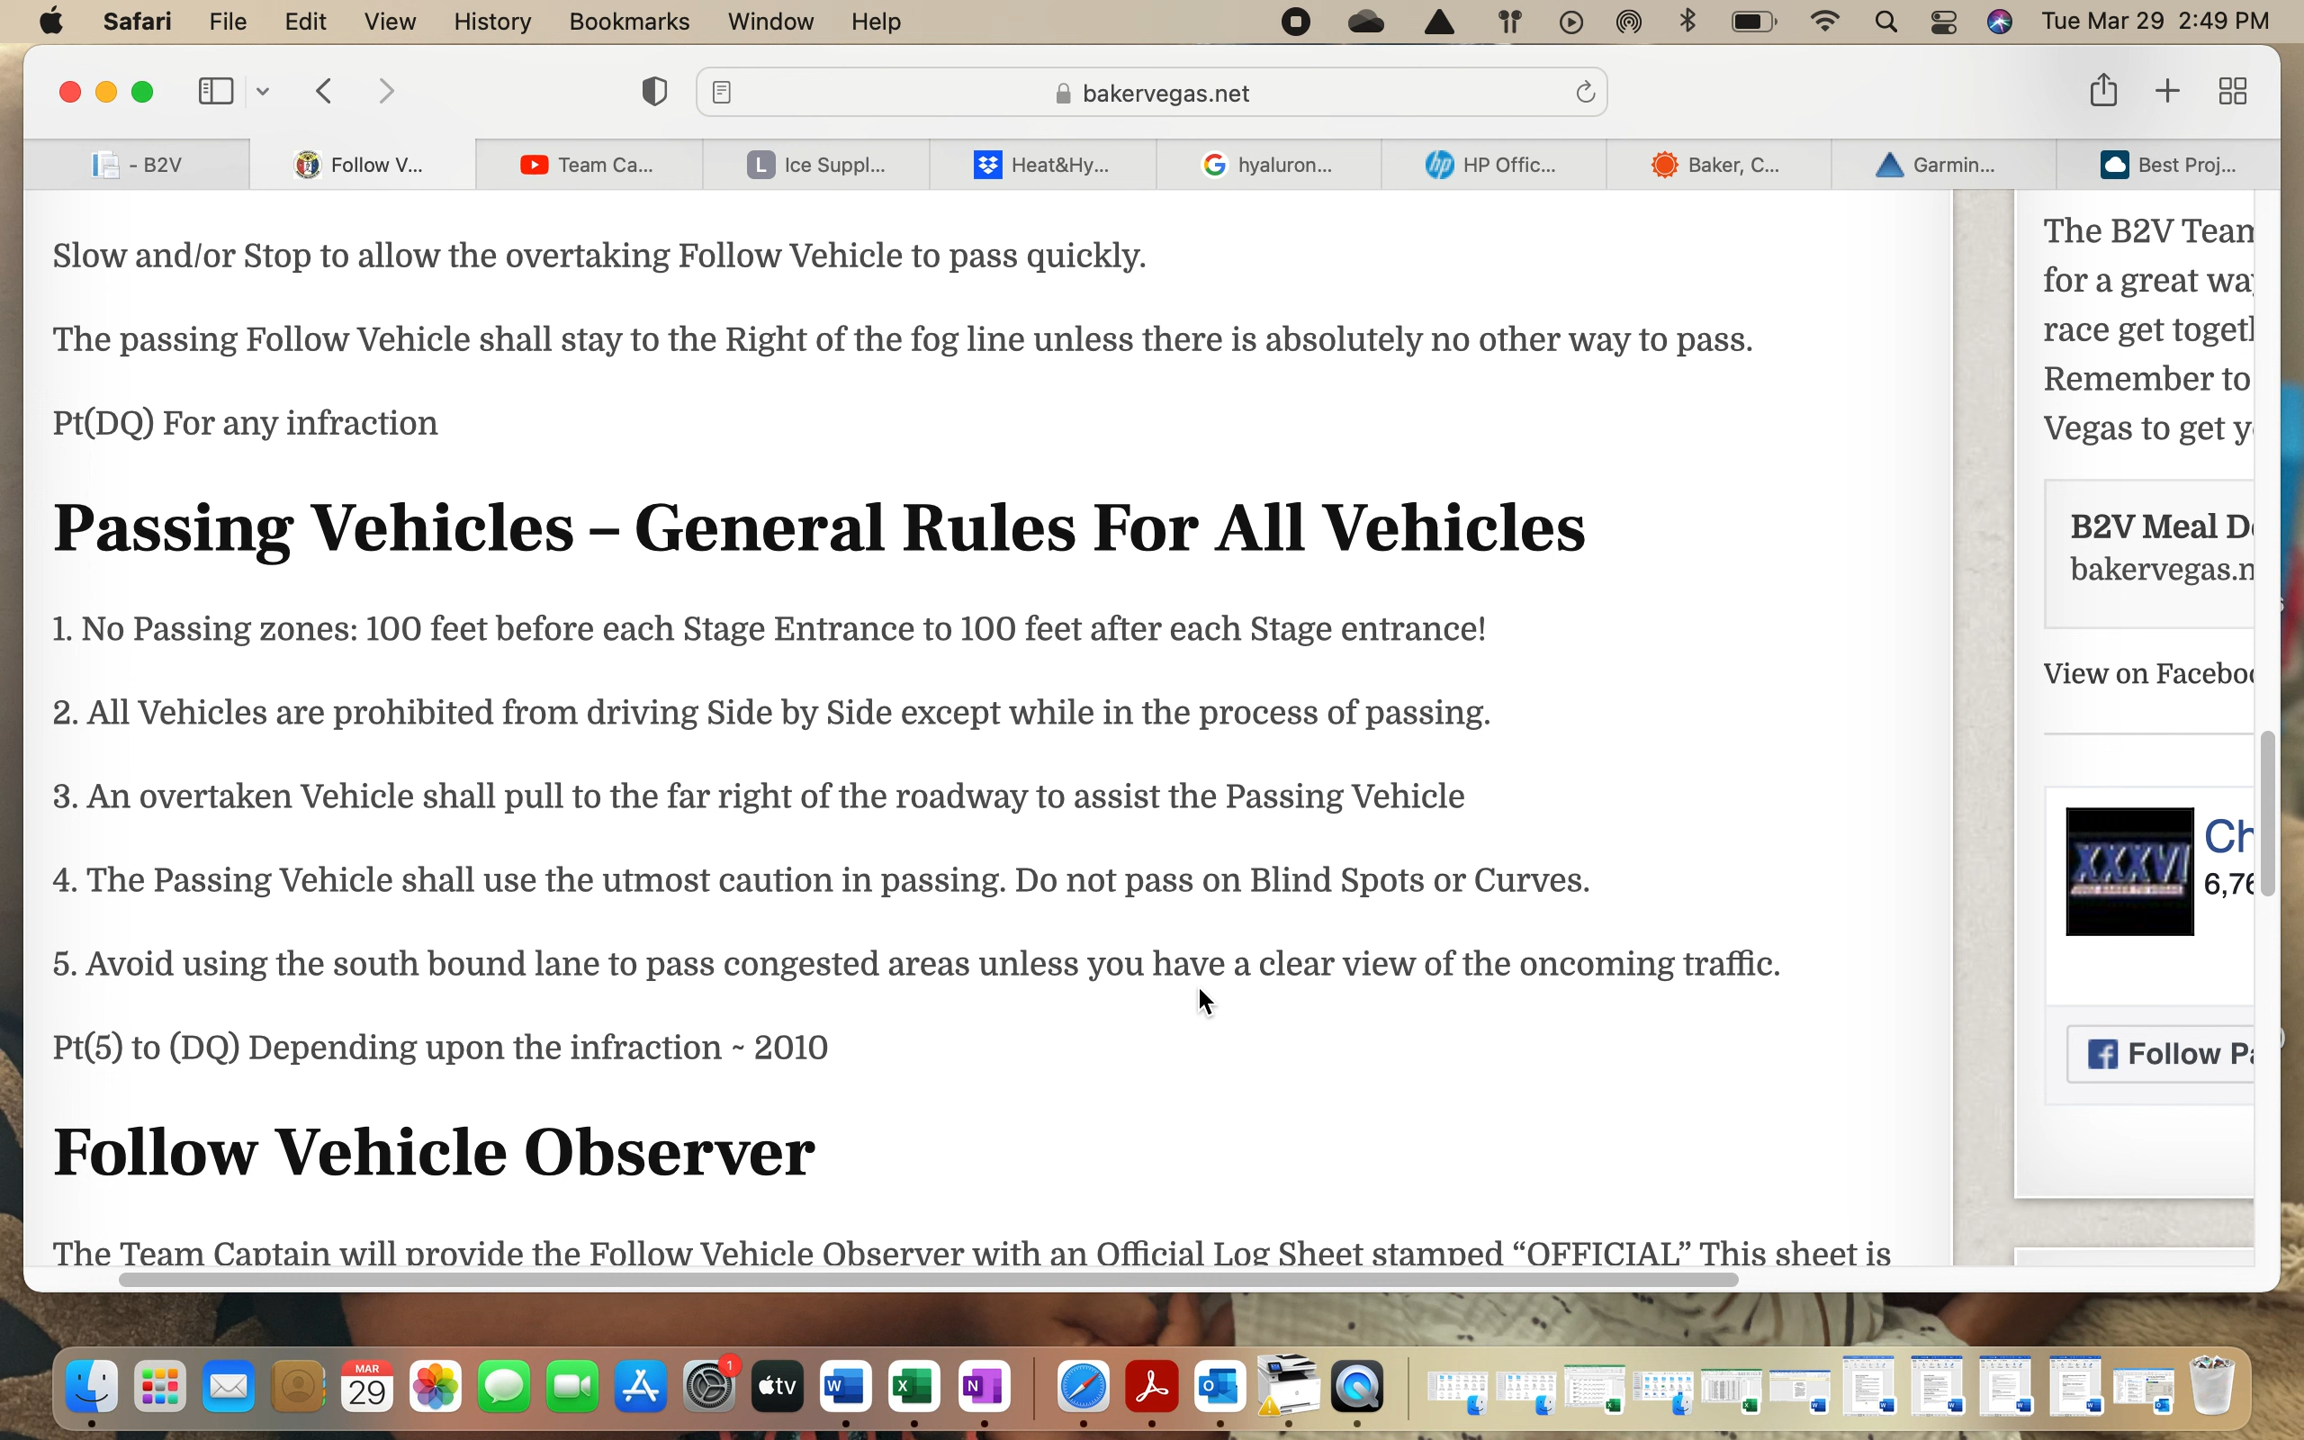 Safari File Edit View History Bookmarks Window Help Tue Mar 29 2:49 PM
bakervegas.net
- B2V Follow V... Team Ca... L Ice Suppl... Heat&Hy... hyaluron... hp HP Offic... Baker, C... Garmin... Best Proj...
Slow and/or Stop to allow the overtaking Follow Vehicle to pass quickly.
The passing Follow Vehicle shall stay to the Right of the fog line unless there is absolutely no other way to pass.
Pt(DQ) For any infraction
Passing Vehicles – General Rules For All Vehicles
1. No Passing zones: 100 feet before each Stage Entrance to 100 feet after each Stage entrance!
2. All Vehicles are prohibited from driving Side by Side except while in the process of passing.
3. An overtaken Vehicle shall pull to the far right of the roadway to assist the Passing Vehicle
4. The Passing Vehicle shall use the utmost caution in passing. Do not pass on Blind Spots or Curves.
5. Avoid using the south bound lane to pass congested areas unless you have a clear view of the oncoming traffic.
Pt(5) to (DQ) Depending upon the infraction ~ 2010
Follow Vehicle Observer
The Team Captain will provide the Follow Vehicle Observer with an Official Log Sheet stamped “OFFICIAL” This sheet is
The B2V Team
for a great
race get
Remember to
Vegas to get
B2V Meal
bakervegas.n
View on
XXXVI
Ch
6,76
Follow
MAR
29
1
tv
W
X
N